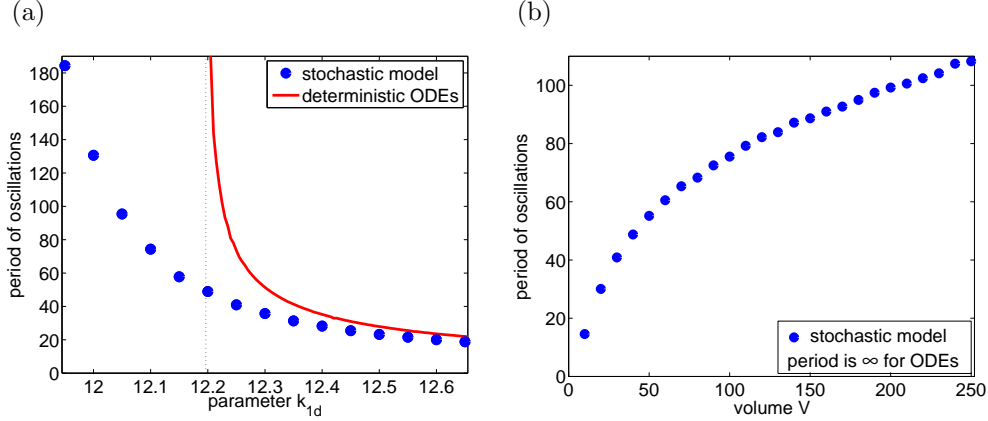 (a)
(b)
period of oscillations
180
160
140
120
100
80
60
40
20
0
stochastic model
deterministic ODEs
12 12.1 12.2 12.3 12.4 12.5 12.6
parameter k1d
period of oscillations
100
80
60
40
20
0
stochastic model
period is ∞ for ODEs
0 50 100 150 200 250
volume V